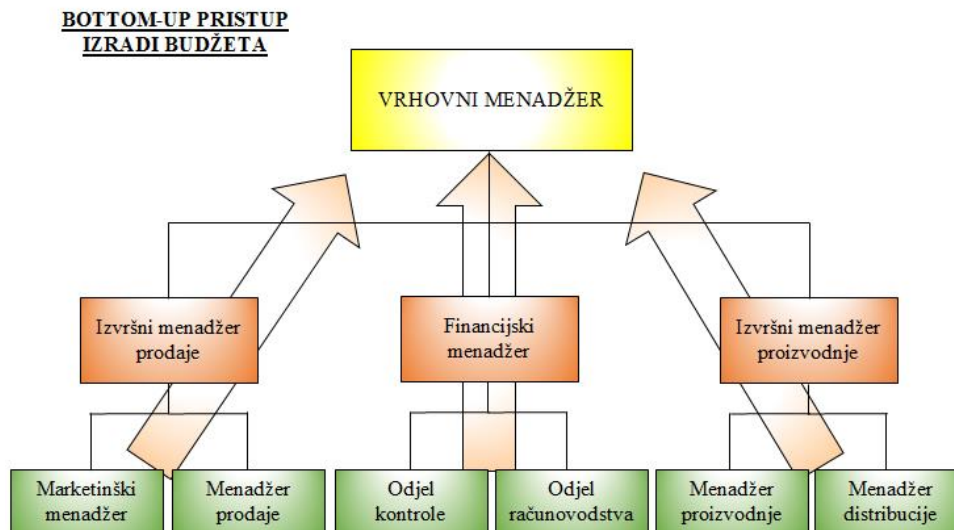 BOTTOM-UP PRISTUP
IZRADI BUDŽETA
VRHOVNI MENADŽER
Izvršni menadžer
prodaje
Financijski
menadžer
Izvršni menadžer
proizvodnje
Marketinški
menadžer
Menadžer
prodaje
Odjel
kontrole
Odjel
računovodstva
Menadžer
proizvodnje
Menadžer
distribucije